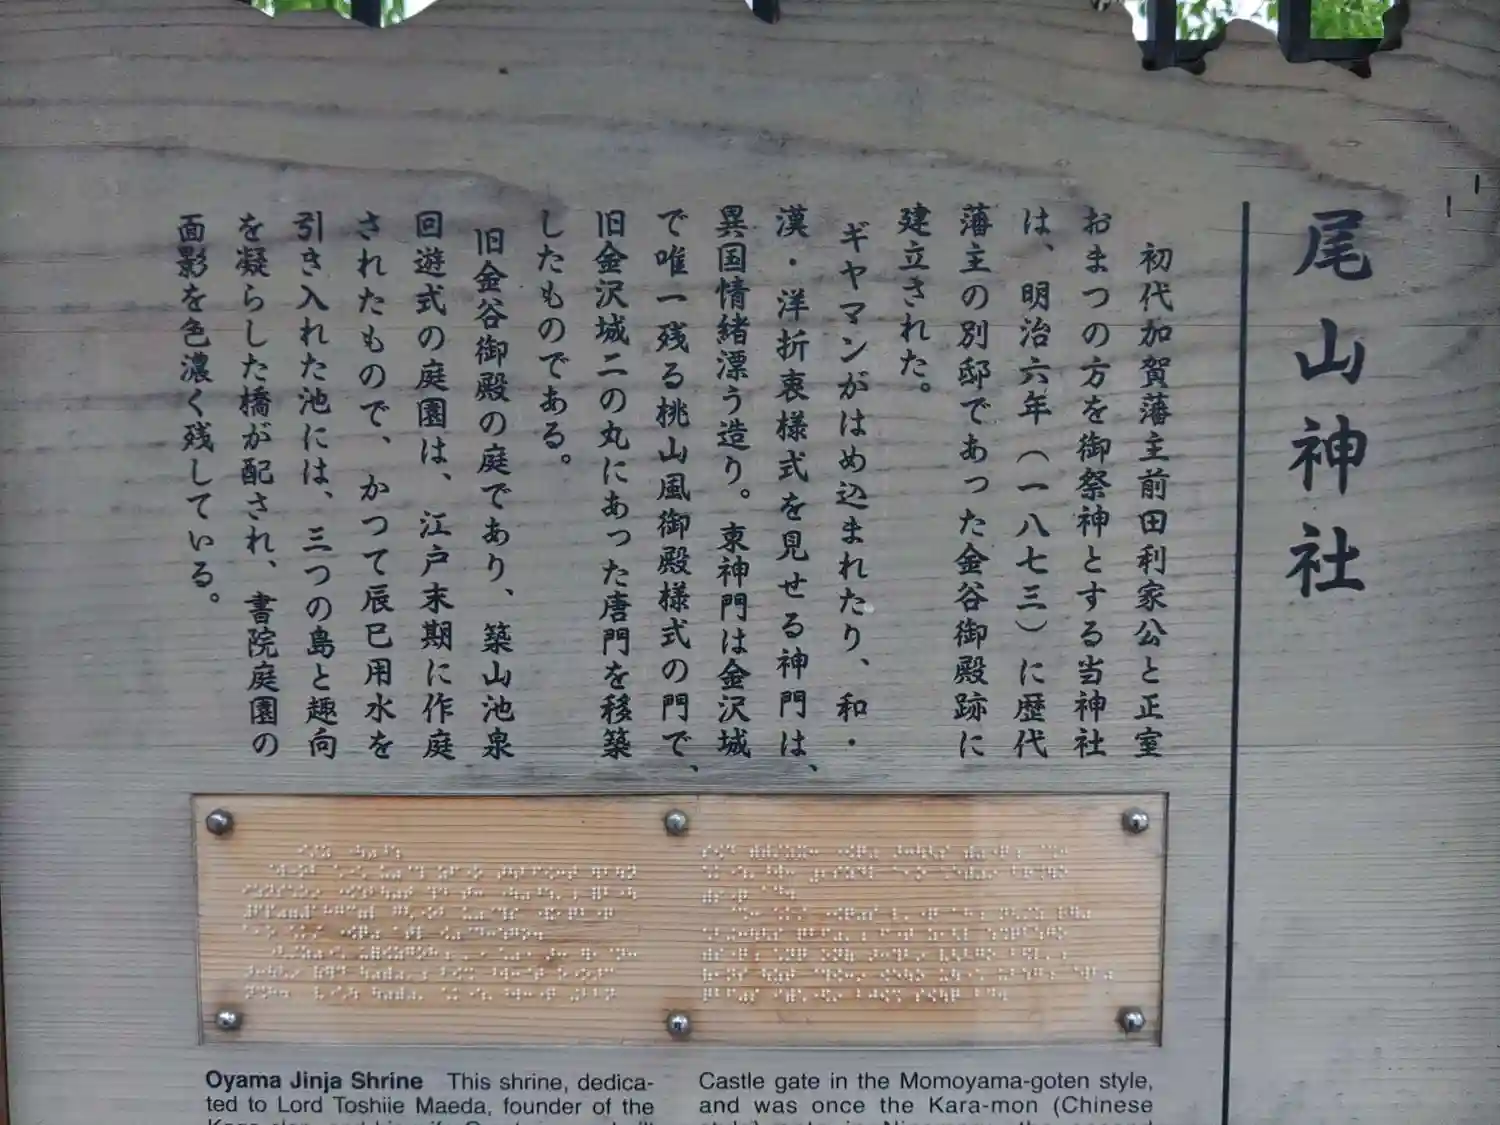 尾山神社
初代加賀藩主前田利家公と正室
おまつの方を御祭神とする当神社
は、明治六年（一八七三）に歴代
藩主の別邸であった金谷御殿跡に
建立された。
ギヤマンがはめ込まれたり、和・
漢・洋折衷様式を見せる神門は、
異国情緒漂う造り。東神門は金沢城
で唯一残る桃山風御殿様式の門で、
旧金沢城二の丸にあった唐門を移築
したものである。
旧金谷御殿の庭であり、築山池泉
回遊式の庭園は、江戸末期に作庭
されたもので、かつて辰巳用水を
引き入れた池には、三つの島と趣向
を凝らした橋が配され、書院庭園の
面影を色濃く残している。
Oyama Jinja Shrine This shrine, dedica-
ted to Lord Toshiie Maeda, founder of the
Castle gate in the Momoyama-goten style,
and was once the Kara-mon (Chinese